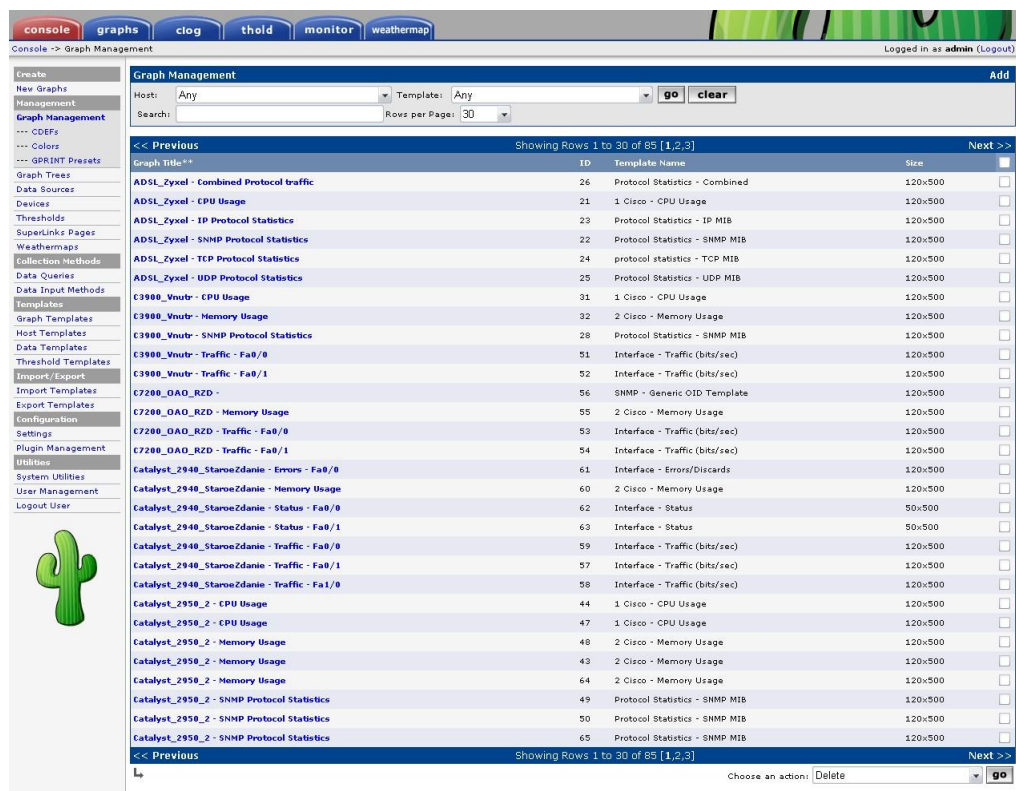 console graphs clog thold monitor weathermap
Console -> Graph Management Logged in as admin (Logout)
Create
New Graphs
Management
Graph Management
--- CDEFs
--- Colors
--- GPRINT Presets
Graph Trees
Data Sources
Devices
Thresholds
SuperLinks Pages
Weathermaps
Collection Methods
Data Queries
Data Input Methods
Templates
Graph Templates
Host Templates
Data Templates
Threshold Templates
Import/Export
Import Templates
Export Templates
Configuration
Settings
Plugin Management
Utilities
System Utilities
User Management
Logout User
Graph Management Add
Host: Any Template: Any go clear
Search: Rows per Page: 30
<< Previous Showing Rows 1 to 30 of 85 [1,2,3] Next >>
Graph Title** ID Template Name Size
ADSL_Zyxel - Combined Protocol traffic 26 Protocol Statistics - Combined 120x500
ADSL_Zyxel - CPU Usage 21 1 Cisco - CPU Usage 120x500
ADSL_Zyxel - IP Protocol Statistics 23 Protocol Statistics - IP MIB 120x500
ADSL_Zyxel - SNMP Protocol Statistics 22 Protocol Statistics - SNMP MIB 120x500
ADSL_Zyxel - TCP Protocol Statistics 24 protocol statistics - TCP MIB 120x500
ADSL_Zyxel - UDP Protocol Statistics 25 Protocol Statistics - UDP MIB 120x500
C3900_Vnutr - CPU Usage 31 1 Cisco - CPU Usage 120x500
C3900_Vnutr - Memory Usage 32 2 Cisco - Memory Usage 120x500
C3900_Vnutr - SNMP Protocol Statistics 28 Protocol Statistics - SNMP MIB 120x500
C3900_Vnutr - Traffic - Fa0/0 51 Interface - Traffic (bits/sec) 120x500
C3900_Vnutr - Traffic - Fa0/1 52 Interface - Traffic (bits/sec) 120x500
C7200_OAO_RZD - 56 SNMP - Generic OID Template 120x500
C7200_OAO_RZD - Memory Usage 55 2 Cisco - Memory Usage 120x500
C7200_OAO_RZD - Traffic - Fa0/0 53 Interface - Traffic (bits/sec) 120x500
C7200_OAO_RZD - Traffic - Fa0/1 54 Interface - Traffic (bits/sec) 120x500
Catalyst_2940_StaroeZdanie - Errors - Fa0/0 61 Interface - Errors/Discards 120x500
Catalyst_2940_StaroeZdanie - Memory Usage 60 2 Cisco - Memory Usage 120x500
Catalyst_2940_StaroeZdanie - Status - Fa0/0 62 Interface - Status 50x500
Catalyst_2940_StaroeZdanie - Status - Fa0/1 63 Interface - Status 50x500
Catalyst_2940_StaroeZdanie - Traffic - Fa0/0 59 Interface - Traffic (bits/sec) 120x500
Catalyst_2940_StaroeZdanie - Traffic - Fa0/1 57 Interface - Traffic (bits/sec) 120x500
Catalyst_2940_StaroeZdanie - Traffic - Fa1/0 58 Interface - Traffic (bits/sec) 120x500
Catalyst_2950_2 - CPU Usage 44 1 Cisco - CPU Usage 120x500
Catalyst_2950_2 - CPU Usage 47 1 Cisco - CPU Usage 120x500
Catalyst_2950_2 - Memory Usage 48 2 Cisco - Memory Usage 120x500
Catalyst_2950_2 - Memory Usage 43 2 Cisco - Memory Usage 120x500
Catalyst_2950_2 - Memory Usage 64 2 Cisco - Memory Usage 120x500
Catalyst_2950_2 - SNMP Protocol Statistics 49 Protocol Statistics - SNMP MIB 120x500
Catalyst_2950_2 - SNMP Protocol Statistics 50 Protocol Statistics - SNMP MIB 120x500
Catalyst_2950_2 - SNMP Protocol Statistics 65 Protocol Statistics - SNMP MIB 120x500
<< Previous Showing Rows 1 to 30 of 85 [1,2,3] Next >>
Choose an action: Delete go